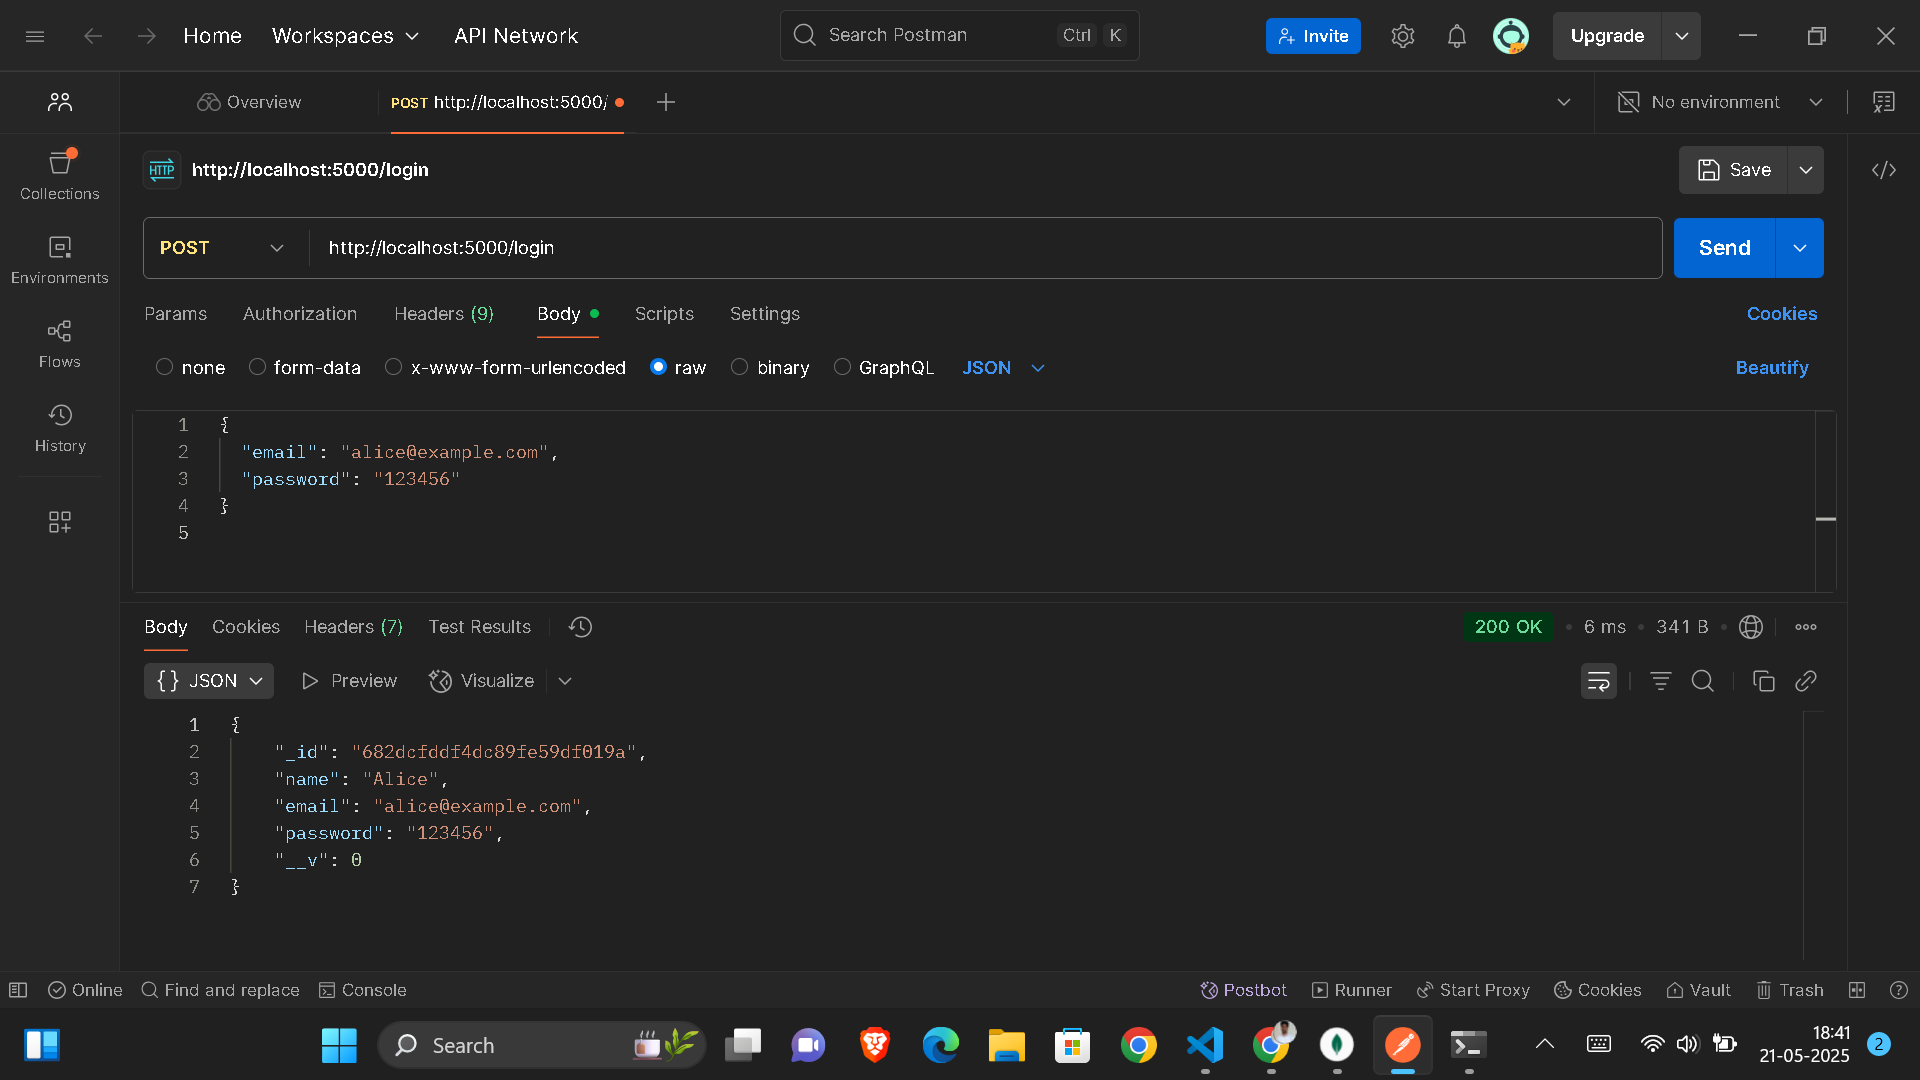 Home Workspaces API Network Search Postman Ctrl K Invite Upgrade
Overview POST http://localhost:5000/ No environment
HTTP http://localhost:5000/login Save
Collections
POST http://localhost:5000/login Send
Environments
Params Authorization Headers (9) Body Scripts Settings Cookies
Flows
none form-data x-www-form-urlencoded raw binary GraphQL JSON Beautify
History
1 {
2 "email": "alice@example.com",
3 "password": "123456"
4 }
5
Body Cookies Headers (7) Test Results 200 OK 6 ms 341 B
{} JSON Preview Visualize
1 {
2 "_id": "682dcfddf4dc89fe59df019a",
3 "name": "Alice",
4 "email": "alice@example.com",
5 "password": "123456",
6 "__v": 0
7 }
Online Find and replace Console Postbot Runner Start Proxy Cookies Vault Trash
Search 18:41
21-05-2025 2